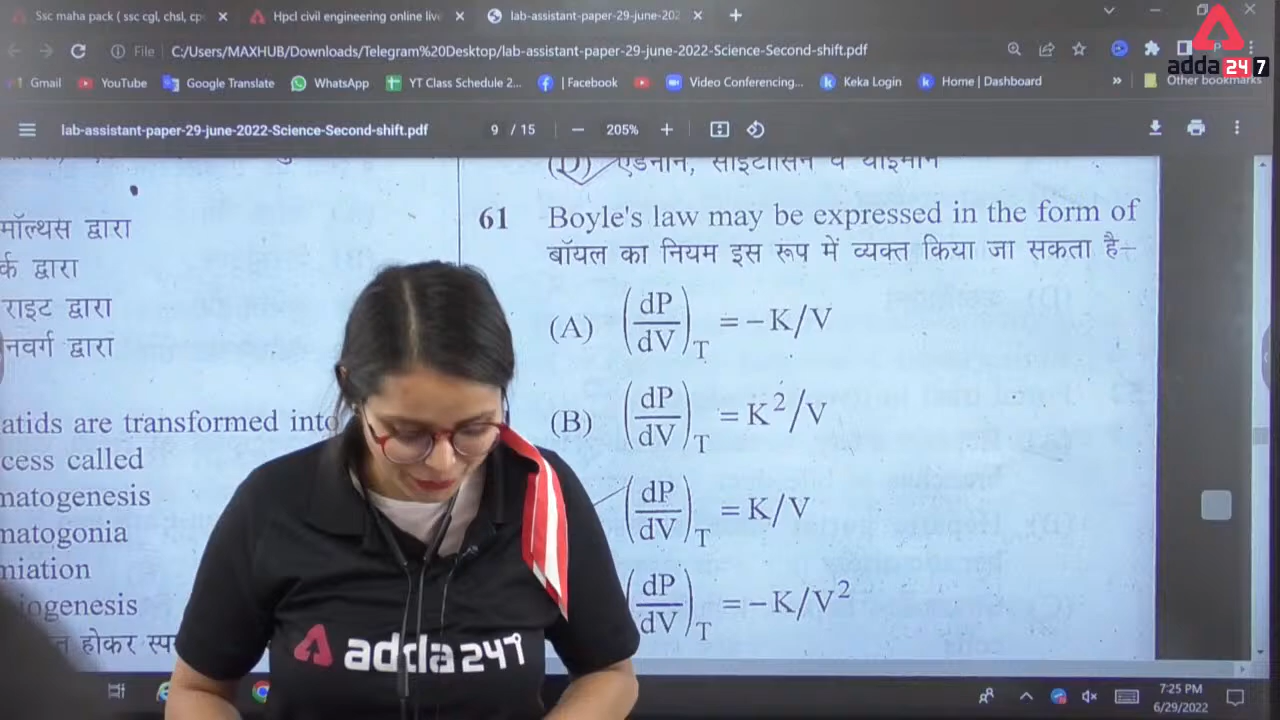 Ssc maha pack ( ssc cgl, chsl, cp
Hpcl civil engineering online live
lab-assistant-paper-29-june-202
File
C:/Users/MAXHUB/Downloads/Telegram%20Desktop/lab-assistant-paper-29-june-2022-Science-Second-shift.pdf
P
adda 247
Gmail
YouTube
Google Translate
WhatsApp
YT Class Schedule 2...
| Facebook
Video Conferencing...
Keka Login
Home | Dashboard
»
Other bookmarks
lab-assistant-paper-29-june-2022-Science-Second-shift.pdf
9 / 15
205%
(D) एडेनीन, साइटोसिन व थाईमीन
मॉल्थस द्वारा
र्क द्वारा
राइट द्वारा
नवर्ग द्वारा
atids are transformed into
cess called
matogenesis
matogonia
miation
iogenesis
होकर स्प
61 Boyle's law may be expressed in the form of
बॉयल का नियम इस रूप में व्यक्त किया जा सकता है–
(A) (dP/dV)T = –K/V
(B) (dP/dV)T = K²/V
(dP/dV)T = K/V
(dP/dV)T = –K/V²
adda247
7:25 PM
6/29/2022